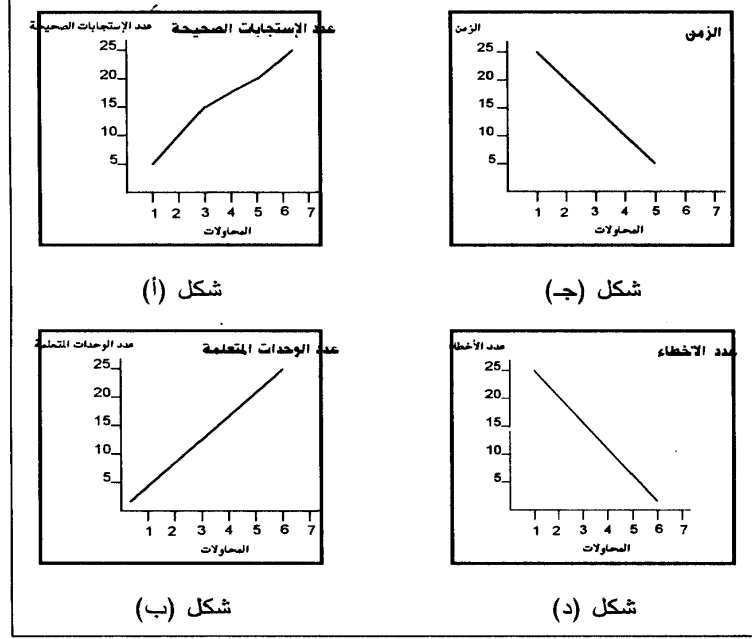 عدد الإستجابات الصحيحة
عدد الإستجابات الصحيحة
25
20
15
10
5
1 2 3 4 5 6 7
المحاولات
شكل (أ)
الزمن
الزمن
25
20
15
10
5
1 2 3 4 5 6 7
المحاولات
شكل (جـ)
عدد الوحدات المتعلمة
عدد الوحدات المتعلمة
25
20
15
10
5
1 2 3 4 5 6 7
المحاولات
شكل (ب)
عدد الاخطاء
عدد الأخطاء
25
20
15
10
5
1 2 3 4 5 6 7
المحاولات
شكل (د)